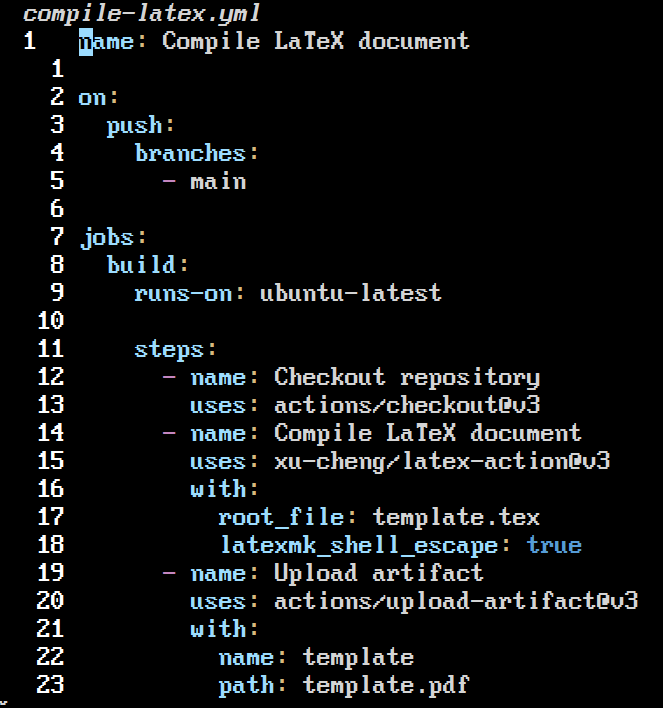 compile-latex.yml
1   name: Compile LaTeX document
  1
  2 on:
  3   push:
  4     branches:
  5       - main
  6
  7 jobs:
  8   build:
  9     runs-on: ubuntu-latest
 10
 11     steps:
 12       - name: Checkout repository
 13         uses: actions/checkout@v3
 14       - name: Compile LaTeX document
 15         uses: xu-cheng/latex-action@v3
 16         with:
 17           root_file: template.tex
 18           latexmk_shell_escape: true
 19       - name: Upload artifact
 20         uses: actions/upload-artifact@v3
 21         with:
 22           name: template
 23           path: template.pdf